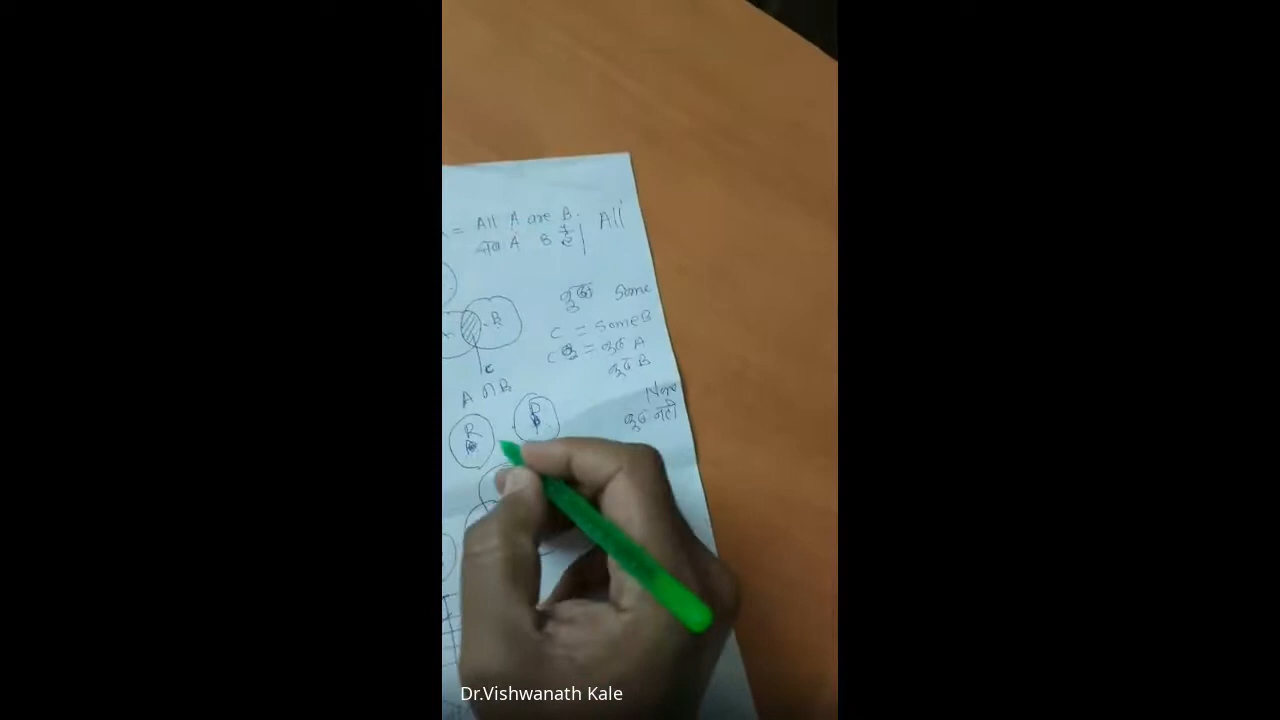 = All A are B. All
सब A B है|
कुछ Some
B
C = Some B
C = कुछ A
कुछ B
C
A ∩ B
None
कुछ नही
R
P
Dr.Vishwanath Kale